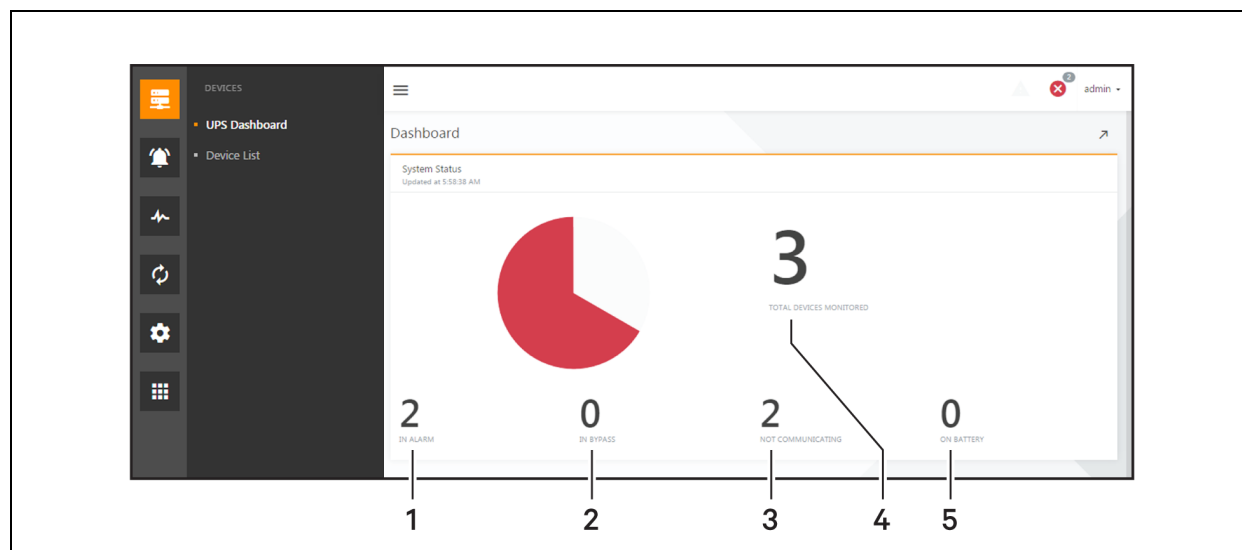 DEVICES
UPS Dashboard
Device List
2
admin
Dashboard
System Status
Updated at 5:58:38 AM
3
TOTAL DEVICES MONITORED
2
IN ALARM
0
IN BYPASS
2
NOT COMMUNICATING
0
ON BATTERY
1 2 3 4 5